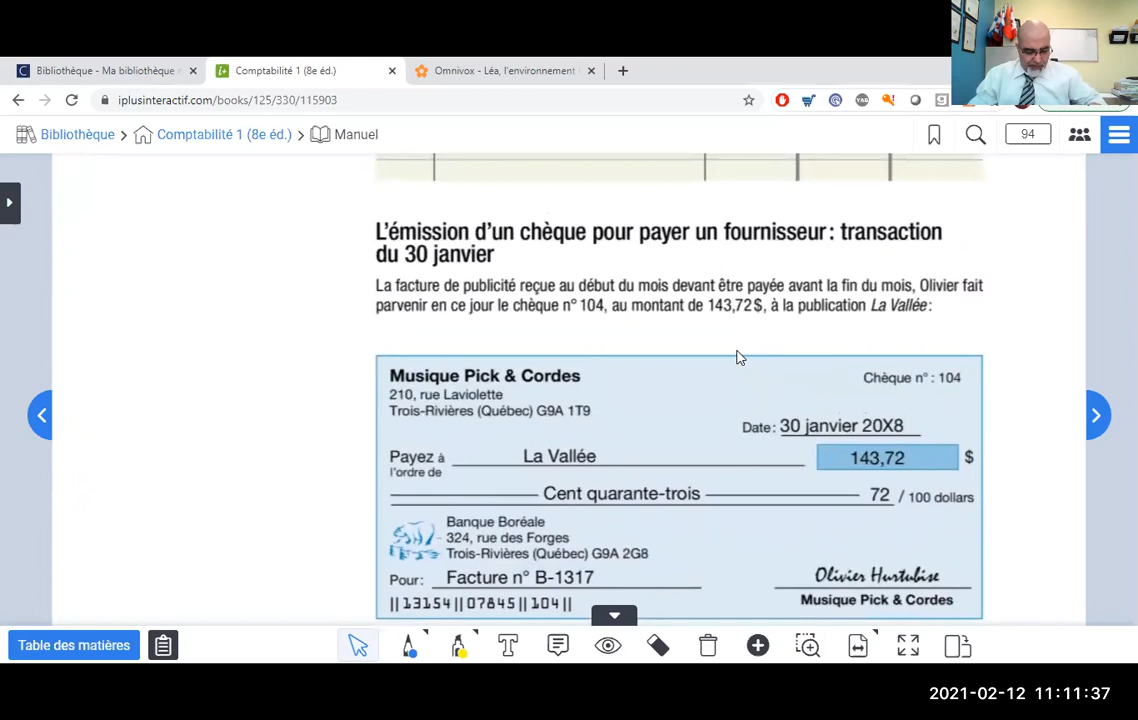 Bibliothèque - Ma bibliothèque
Comptabilité 1 (8e éd.)
Omnivox - Léa, l'environnement
iplusinteractif.com/books/125/330/115903
Bibliothèque > Comptabilité 1 (8e éd.) > Manuel
94
L'émission d'un chèque pour payer un fournisseur : transaction
du 30 janvier
La facture de publicité reçue au début du mois devant être payée avant la fin du mois, Olivier fait
parvenir en ce jour le chèque n° 104, au montant de 143,72 $, à la publication La Vallée :
Musique Pick & Cordes
Chèque n° : 104
210, rue Laviolette
Trois-Rivières (Québec) G9A 1T9
Date : 30 janvier 20X8
Payez à
l'ordre de
La Vallée
143,72 $
Cent quarante-trois 72 / 100 dollars
Banque Boréale
324, rue des Forges
Trois-Rivières (Québec) G9A 2G8
Pour : Facture n° B-1317
Olivier Hurtubise
Musique Pick & Cordes
||13154||07845||104||
Table des matières
2021-02-12 11:11:37